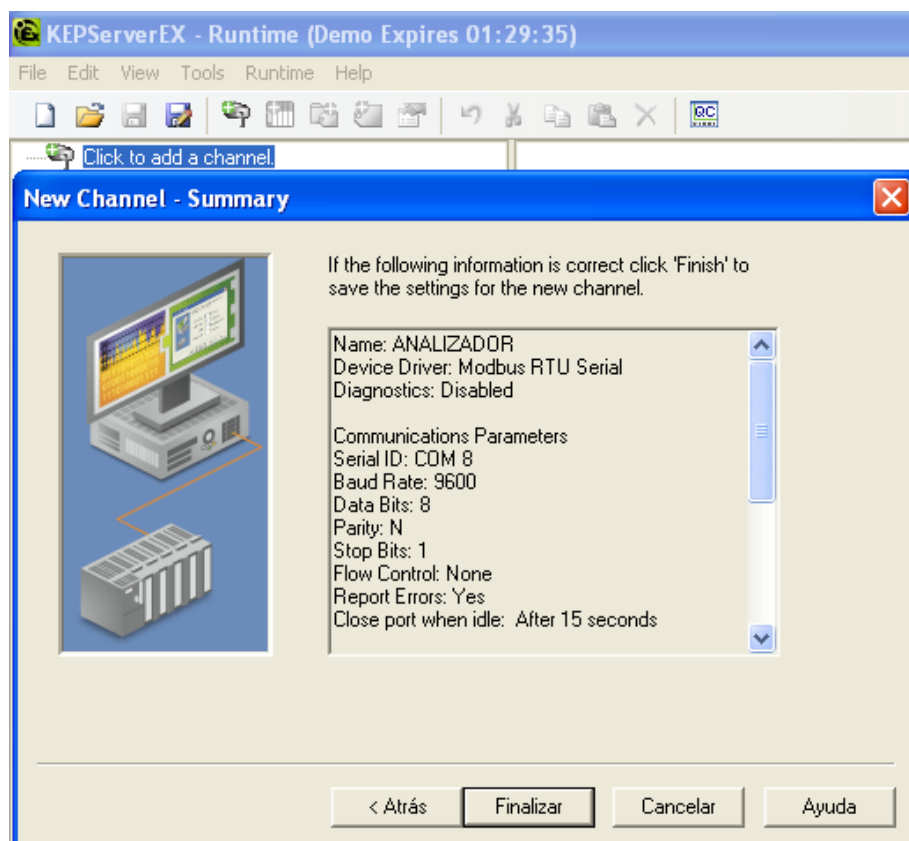 KEPServerEX - Runtime (Demo Expires 01:29:35)
File Edit View Tools Runtime Help
QC
Click to add a channel.
New Channel - Summary
If the following information is correct click 'Finish' to
save the settings for the new channel.
Name: ANALIZADOR
Device Driver: Modbus RTU Serial
Diagnostics: Disabled
Communications Parameters
Serial ID: COM 8
Baud Rate: 9600
Data Bits: 8
Parity: N
Stop Bits: 1
Flow Control: None
Report Errors: Yes
Close port when idle: After 15 seconds
< Atrás Finalizar Cancelar Ayuda